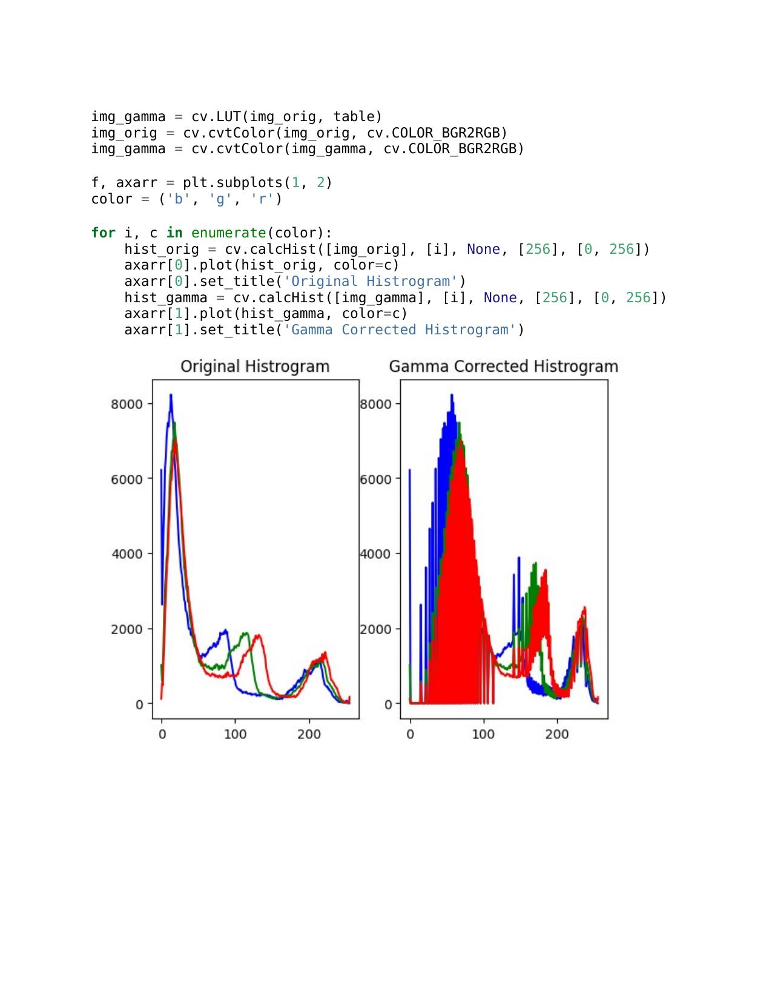 img_gamma = cv.LUT(img_orig, table)
img_orig = cv.cvtColor(img_orig, cv.COLOR_BGR2RGB)
img_gamma = cv.cvtColor(img_gamma, cv.COLOR_BGR2RGB)
f, axarr = plt.subplots(1, 2)
color = ('b', 'g', 'r')
for i, c in enumerate(color):
    hist_orig = cv.calcHist([img_orig], [i], None, [256], [0, 256])
    axarr[0].plot(hist_orig, color=c)
    axarr[0].set_title('Original Histrogram')
    hist_gamma = cv.calcHist([img_gamma], [i], None, [256], [0, 256])
    axarr[1].plot(hist_gamma, color=c)
    axarr[1].set_title('Gamma Corrected Histrogram')
Original Histrogram
8000
6000
4000
2000
0
0 100 200
Gamma Corrected Histrogram
8000
6000
4000
2000
0
0 100 200